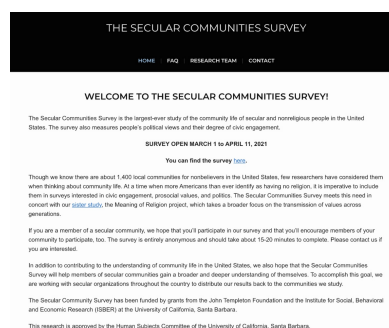 THE SECULAR COMMUNITIES SURVEY
HOME FAQ RESEARCH TEAM CONTACT
WELCOME TO THE SECULAR COMMUNITIES SURVEY!
The Secular Communities Survey is the largest-ever study of the community life of secular and nonreligious people in the United
States. The survey also measures people's political views and their degree of civic engagement.
SURVEY OPEN MARCH 1 to APRIL 11, 2021
You can find the survey here.
Though we know there are about 1,400 local communities for nonbelievers in the United States, few researchers have considered them
when thinking about community life. At a time when more Americans than ever identify as having no religion, it is imperative to include
them in surveys interested in civic engagement, prosocial values, and politics. The Secular Communities Survey meets this need in
concert with our sister study, the Meaning of Religion project, which takes a broader focus on the transmission of values across
generations.
If you are a member of a secular community, we hope that you'll participate in our survey and that you'll encourage members of your
community to participate, too. The survey is entirely anonymous and should take about 15-20 minutes to complete. Please contact us if
you are interested.
In addition to contributing to the understanding of community life in the United States, we also hope that the Secular Communities
Survey will help members of secular communities gain a broader and deeper understanding of themselves. To accomplish this goal, we
are working with secular organizations throughout the country to distribute our results back to the communities we study.
The Secular Community Survey has been funded by grants from the John Templeton Foundation and the Institute for Social, Behavioral
and Economic Research (ISBER) at the University of California, Santa Barbara.
This research is approved by the Human Subjects Committee of the University of California, Santa Barbara.